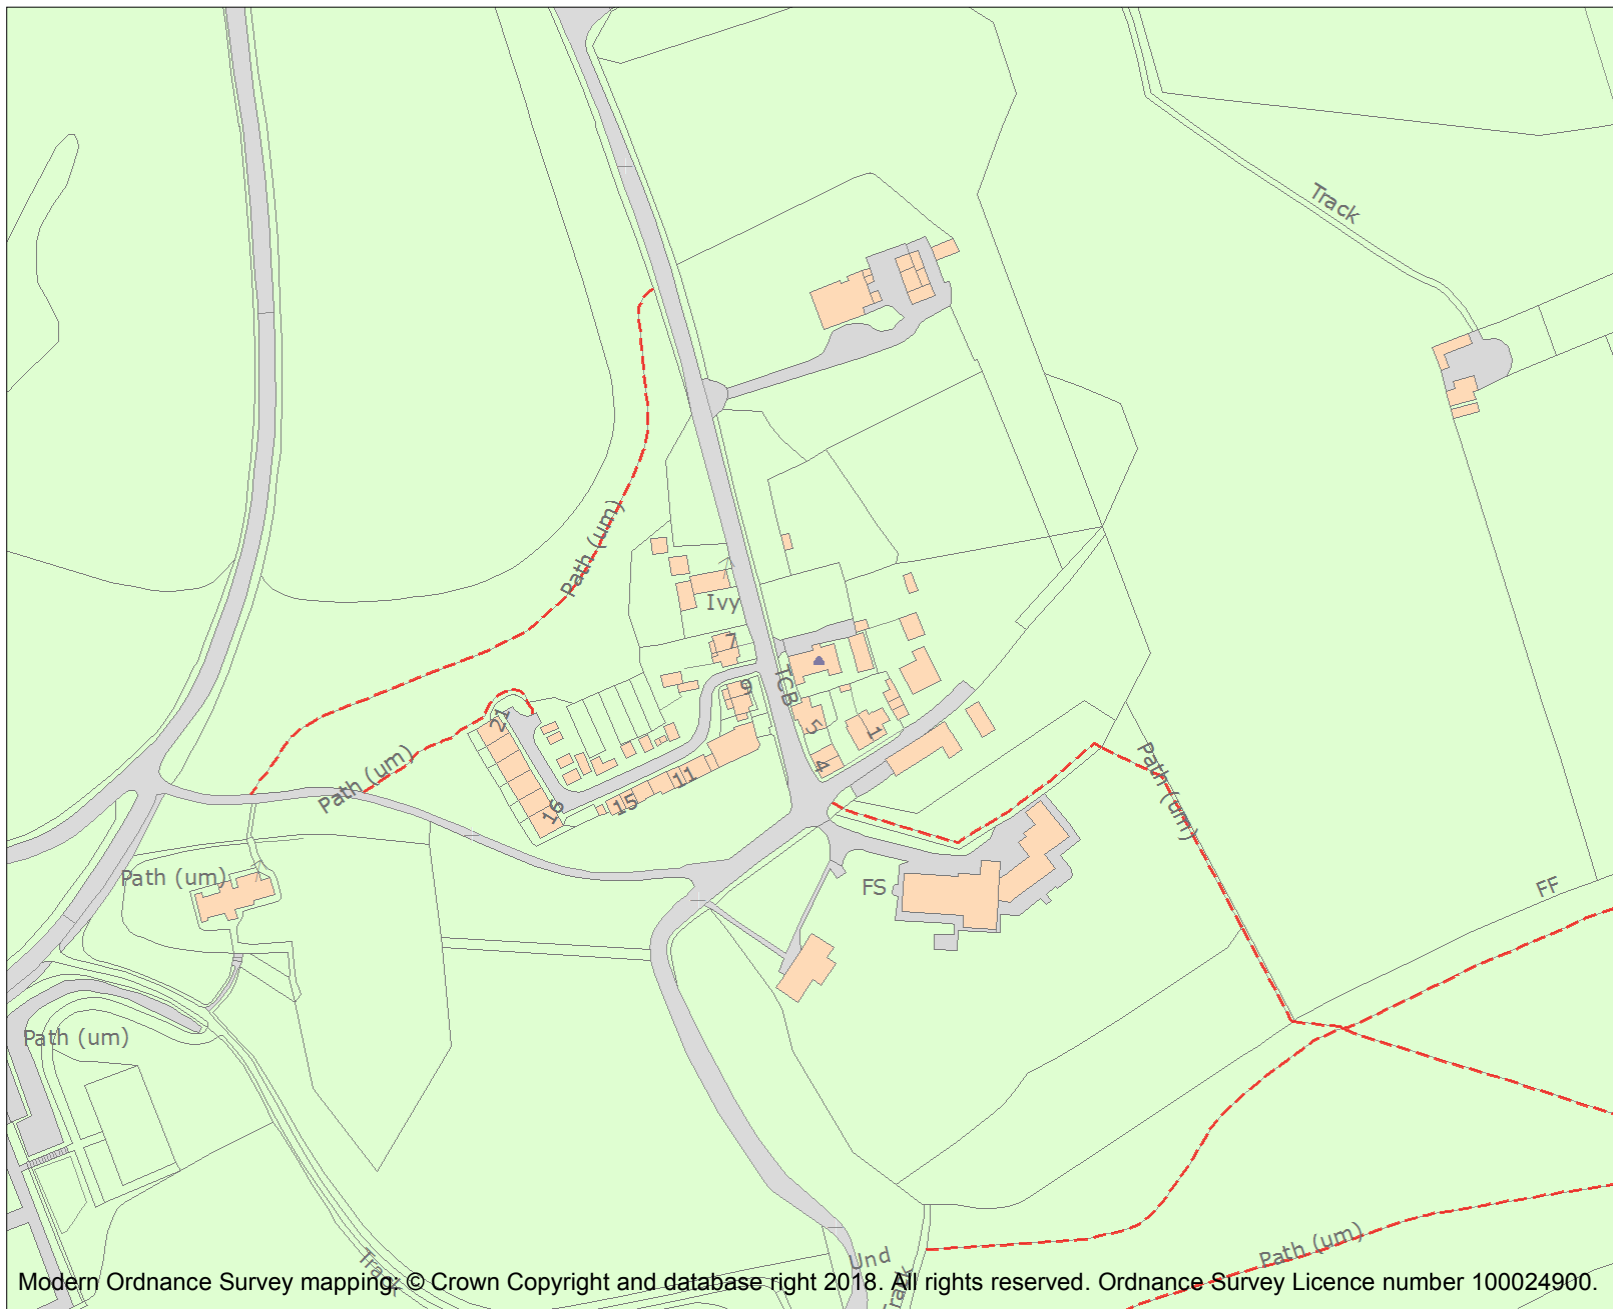 Track
Path (um)
Ivy
7
TCB
9
21
5
1
4
Path (um)
11
15
16
Path (um)
Path (um)
FS
FF
Path (um)
Track
Und
Track
Path (um)
Modern Ordnance Survey mapping: © Crown Copyright and database right 2018. All rights reserved. Ordnance Survey Licence number 100024900.